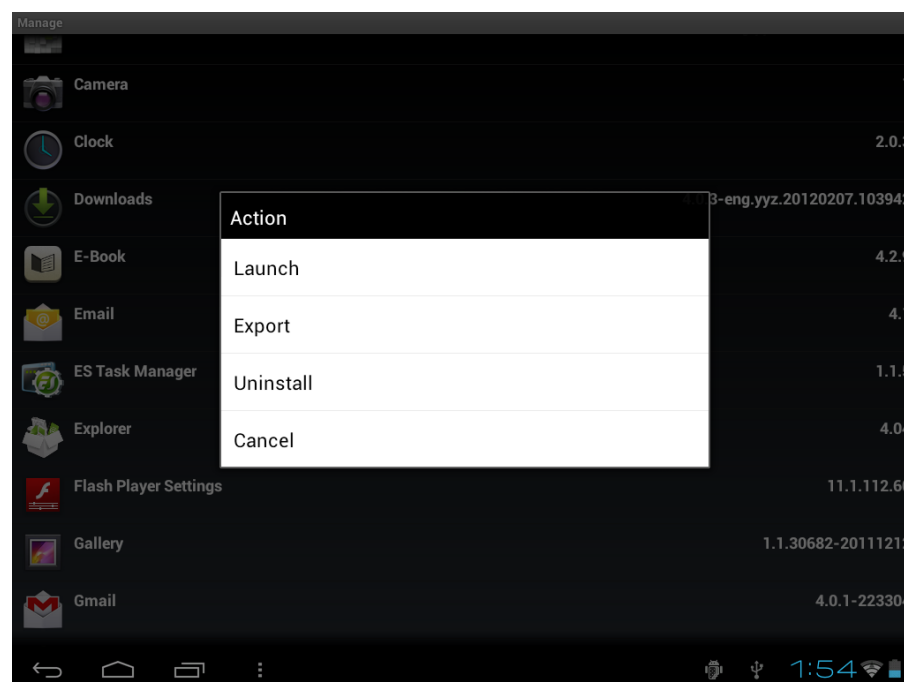 Manage
Camera
Clock 2.0.
Downloads 4.0.3-eng.yyz.20120207.10394
E-Book 4.2.
Email 4.
ES Task Manager 1.1.
Explorer 4.04
Flash Player Settings 11.1.112.6
Gallery 1.1.30682-2011121
Gmail 4.0.1-22330
Action
Launch
Export
Uninstall
Cancel
1:54